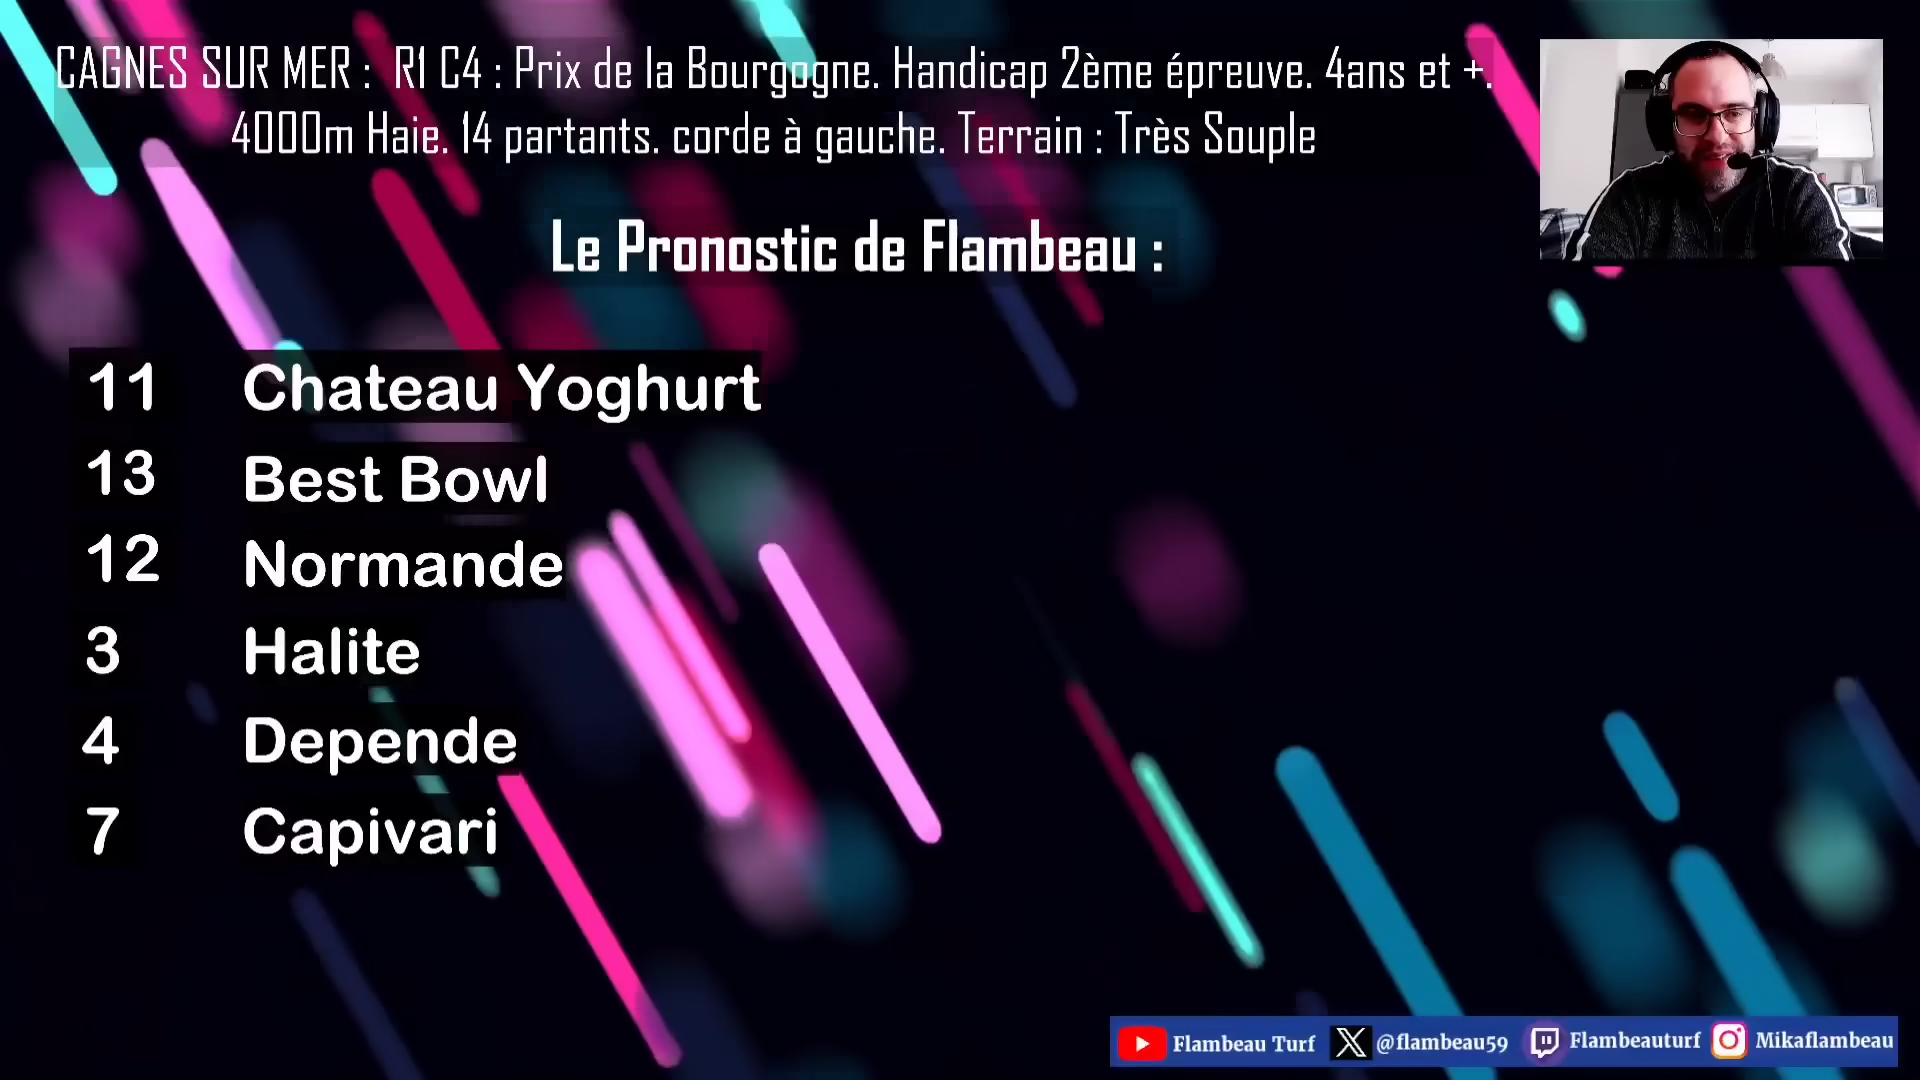 CAGNES SUR MER : R1 C4 : Prix de la Bourgogne. Handicap 2ème épreuve. 4ans et +.
4000m Haie. 14 partants. corde à gauche. Terrain : Très Souple
Le Pronostic de Flambeau :
11 Chateau Yoghurt
13 Best Bowl
12 Normande
3 Halite
4 Depende
7 Capivari
Flambeau Turf @flambeau59 Flambeauturf Mikaflambeau